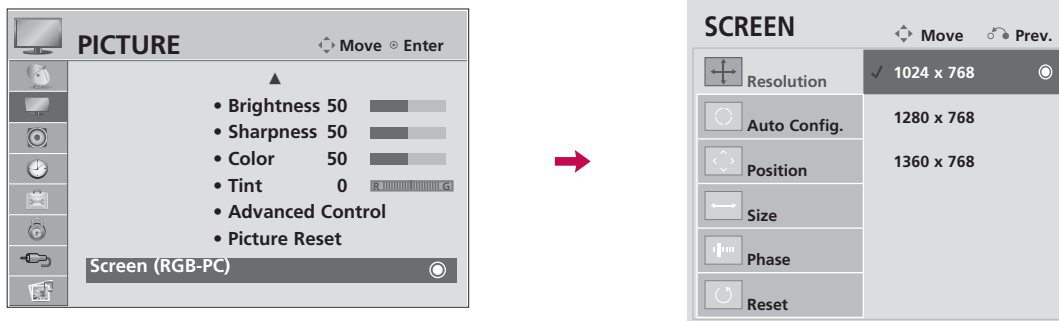 PICTURE
Move Enter
▲
• Brightness 50
• Sharpness 50
• Color 50
• Tint 0 R G
• Advanced Control
• Picture Reset
Screen (RGB-PC)
SCREEN
Move Prev.
Resolution
Auto Config.
Position
Size
Phase
Reset
✓ 1024 x 768
1280 x 768
1360 x 768